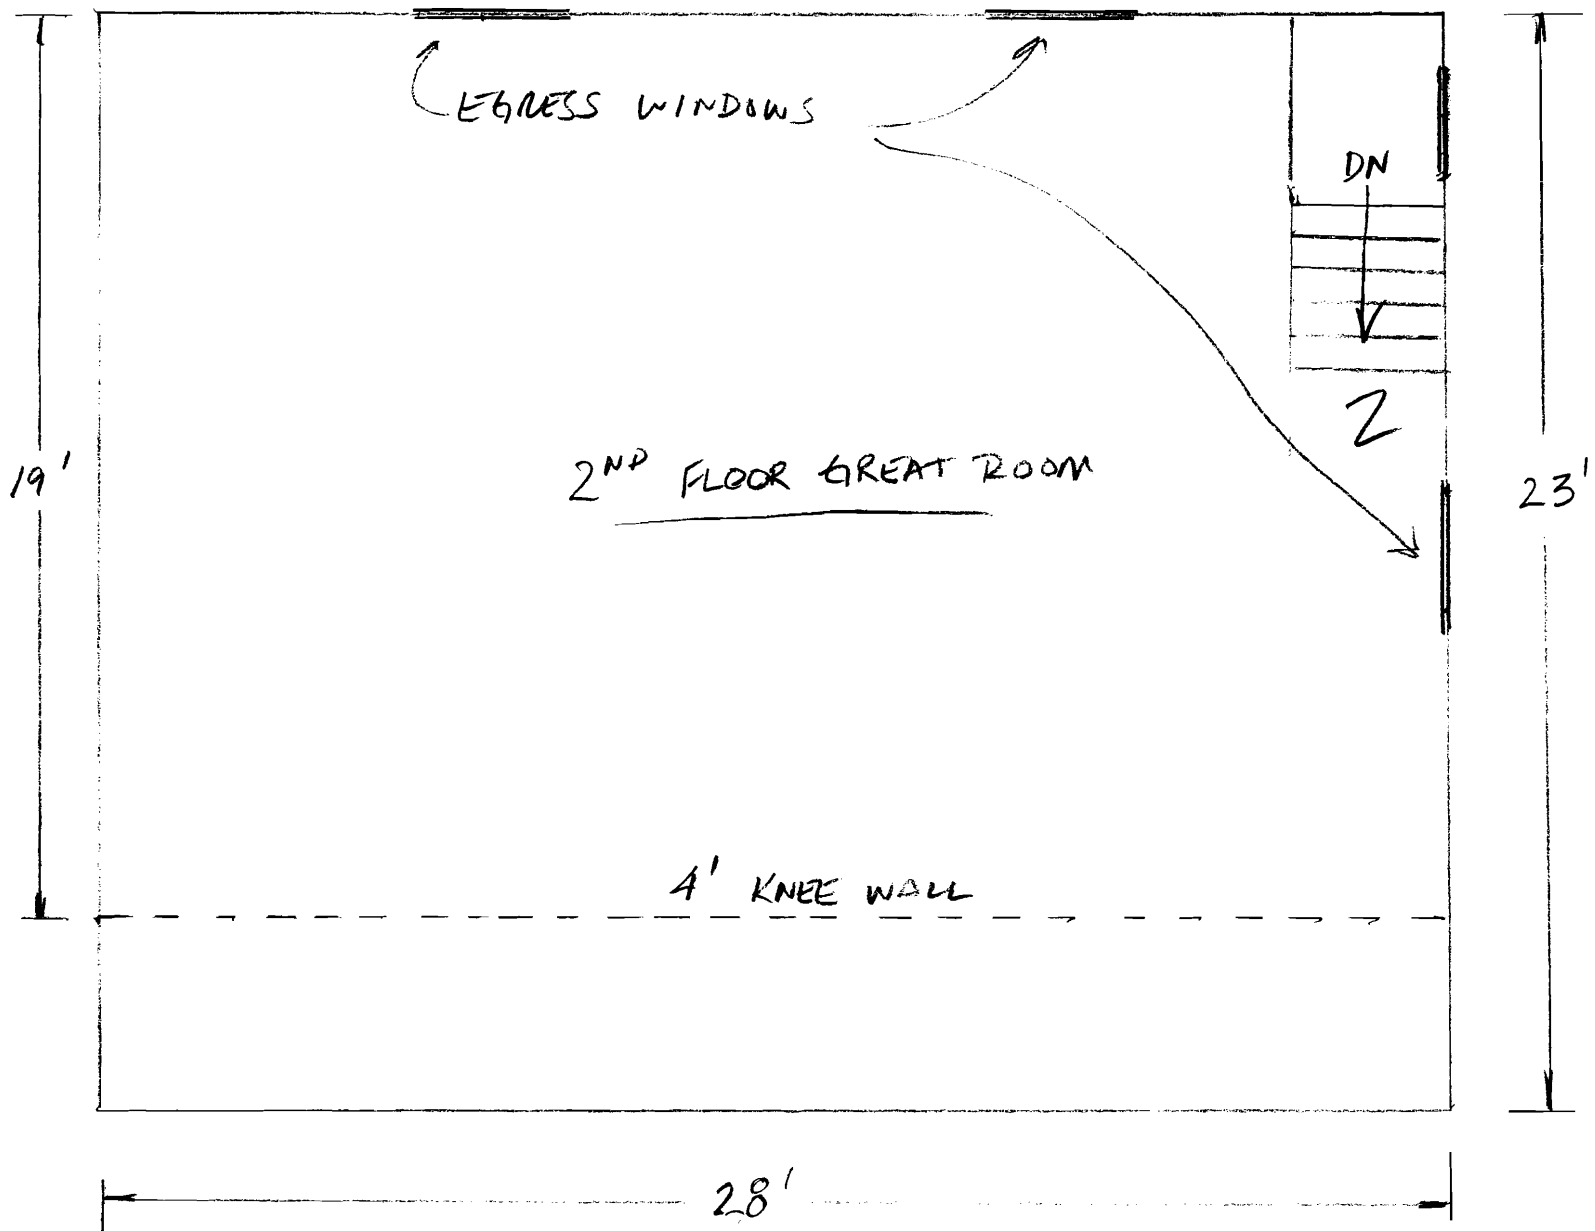 EGRESS WINDOWS
DN
2
19'
2ND FLOOR GREAT ROOM
23'
4' KNEE WALL
28'